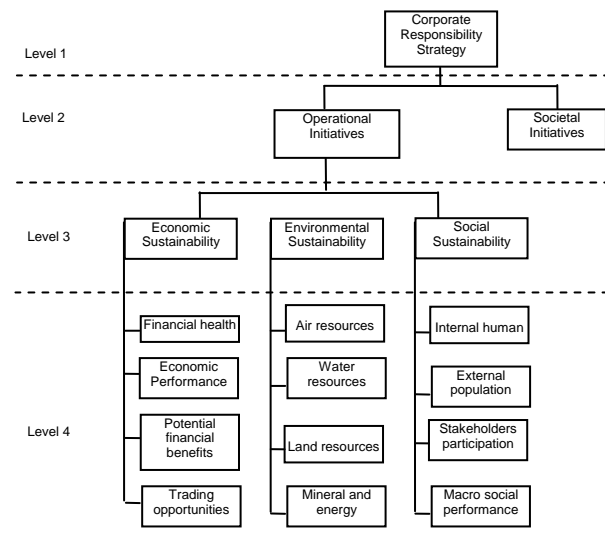 Corporate
Responsibility
Strategy
Level 1
Level 2
Operational
Initiatives
Societal
Initiatives
Level 3
Economic
Sustainability
Environmental
Sustainability
Social
Sustainability
Financial health
Air resources
Internal human
Economic
Performance
Water
resources
External
population
Level 4
Potential
financial
benefits
Land resources
Stakeholders
participation
Trading
opportunities
Mineral and
energy
Macro social
performance